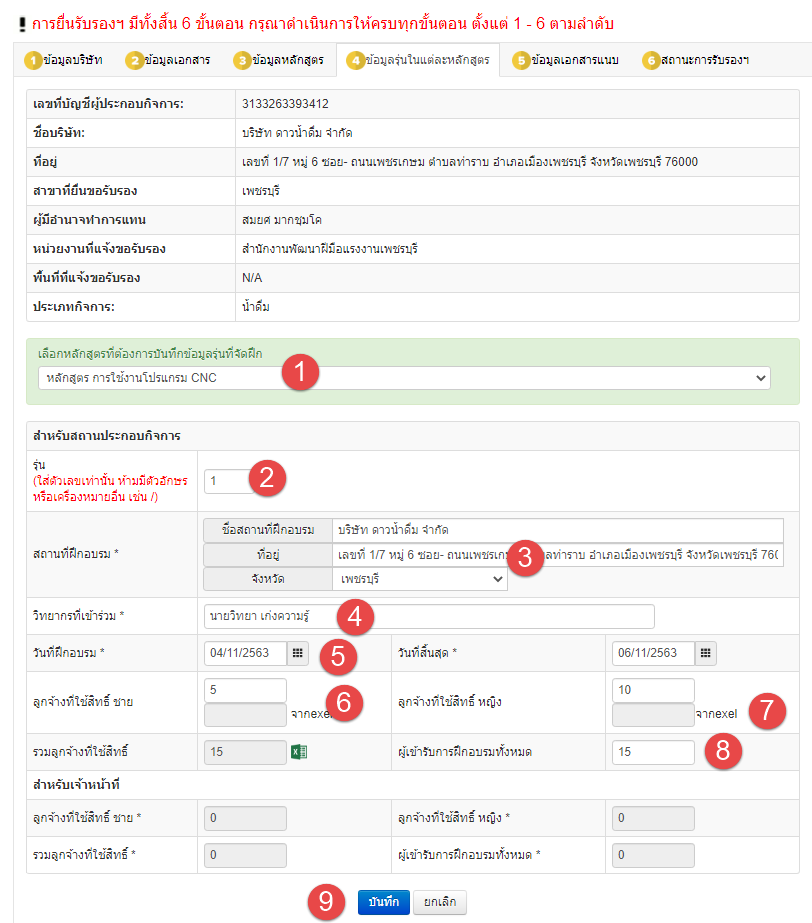 ! การยื่นรับรองฯ มีทั้งสิ้น 6 ขั้นตอน กรุณาดำเนินการให้ครบทุกขั้นตอน ตั้งแต่ 1 - 6 ตามลำดับ
1 ข้อมูลบริษัท 2 ข้อมูลเอกสาร 3 ข้อมูลหลักสูตร 4 ข้อมูลรุ่นในแต่ละหลักสูตร 5 ข้อมูลเอกสารแนบ 6 สถานะการรับรองฯ
เลขที่บัญชีผู้ประกอบกิจการ: 3133263393412
ชื่อบริษัท: บริษัท ดาวน้ำดื่ม จำกัด
ที่อยู่ เลขที่ 1/7 หมู่ 6 ซอย- ถนนเพชรเกษม ตำบลท่าราบ อำเภอเมืองเพชรบุรี จังหวัดเพชรบุรี 76000
สาขาที่ยื่นขอรับรอง เพชรบุรี
ผู้มีอำนาจทำการแทน สมยศ มากชุมโค
หน่วยงานที่แจ้งขอรับรอง สำนักงานพัฒนาฝีมือแรงงานเพชรบุรี
พื้นที่ที่แจ้งขอรับรอง N/A
ประเภทกิจการ: น้ำดื่ม
เลือกหลักสูตรที่ต้องการบันทึกข้อมูลรุ่นที่จัดฝึก
หลักสูตร การใช้งานโปรแกรม CNC 1
สำหรับสถานประกอบกิจการ
รุ่น
(ใส่ตัวเลขเท่านั้น ห้ามมีตัวอักษร
หรือเครื่องหมายอื่น เช่น /)
1 2
สถานที่ฝึกอบรม *
ชื่อสถานที่ฝึกอบรม บริษัท ดาวน้ำดื่ม จำกัด
ที่อยู่ เลขที่ 1/7 หมู่ 6 ซอย- ถนนเพชรเกษ 3 ลท่าราบ อำเภอเมืองเพชรบุรี จังหวัดเพชรบุรี 760
จังหวัด เพชรบุรี
วิทยากรที่เข้าร่วม * นายวิทยา เก่งความรู้ 4
วันที่ฝึกอบรม * 04/11/2563 5 วันที่สิ้นสุด * 06/11/2563
ลูกจ้างที่ใช้สิทธิ์ ชาย 5 จากexel 6 ลูกจ้างที่ใช้สิทธิ์ หญิง 10 จากexel 7
รวมลูกจ้างที่ใช้สิทธิ์ 15 ผู้เข้ารับการฝึกอบรมทั้งหมด 15 8
สำหรับเจ้าหน้าที่
ลูกจ้างที่ใช้สิทธิ์ ชาย * 0 ลูกจ้างที่ใช้สิทธิ์ หญิง * 0
รวมลูกจ้างที่ใช้สิทธิ์ * 0 ผู้เข้ารับการฝึกอบรมทั้งหมด * 0
9 บันทึก ยกเลิก